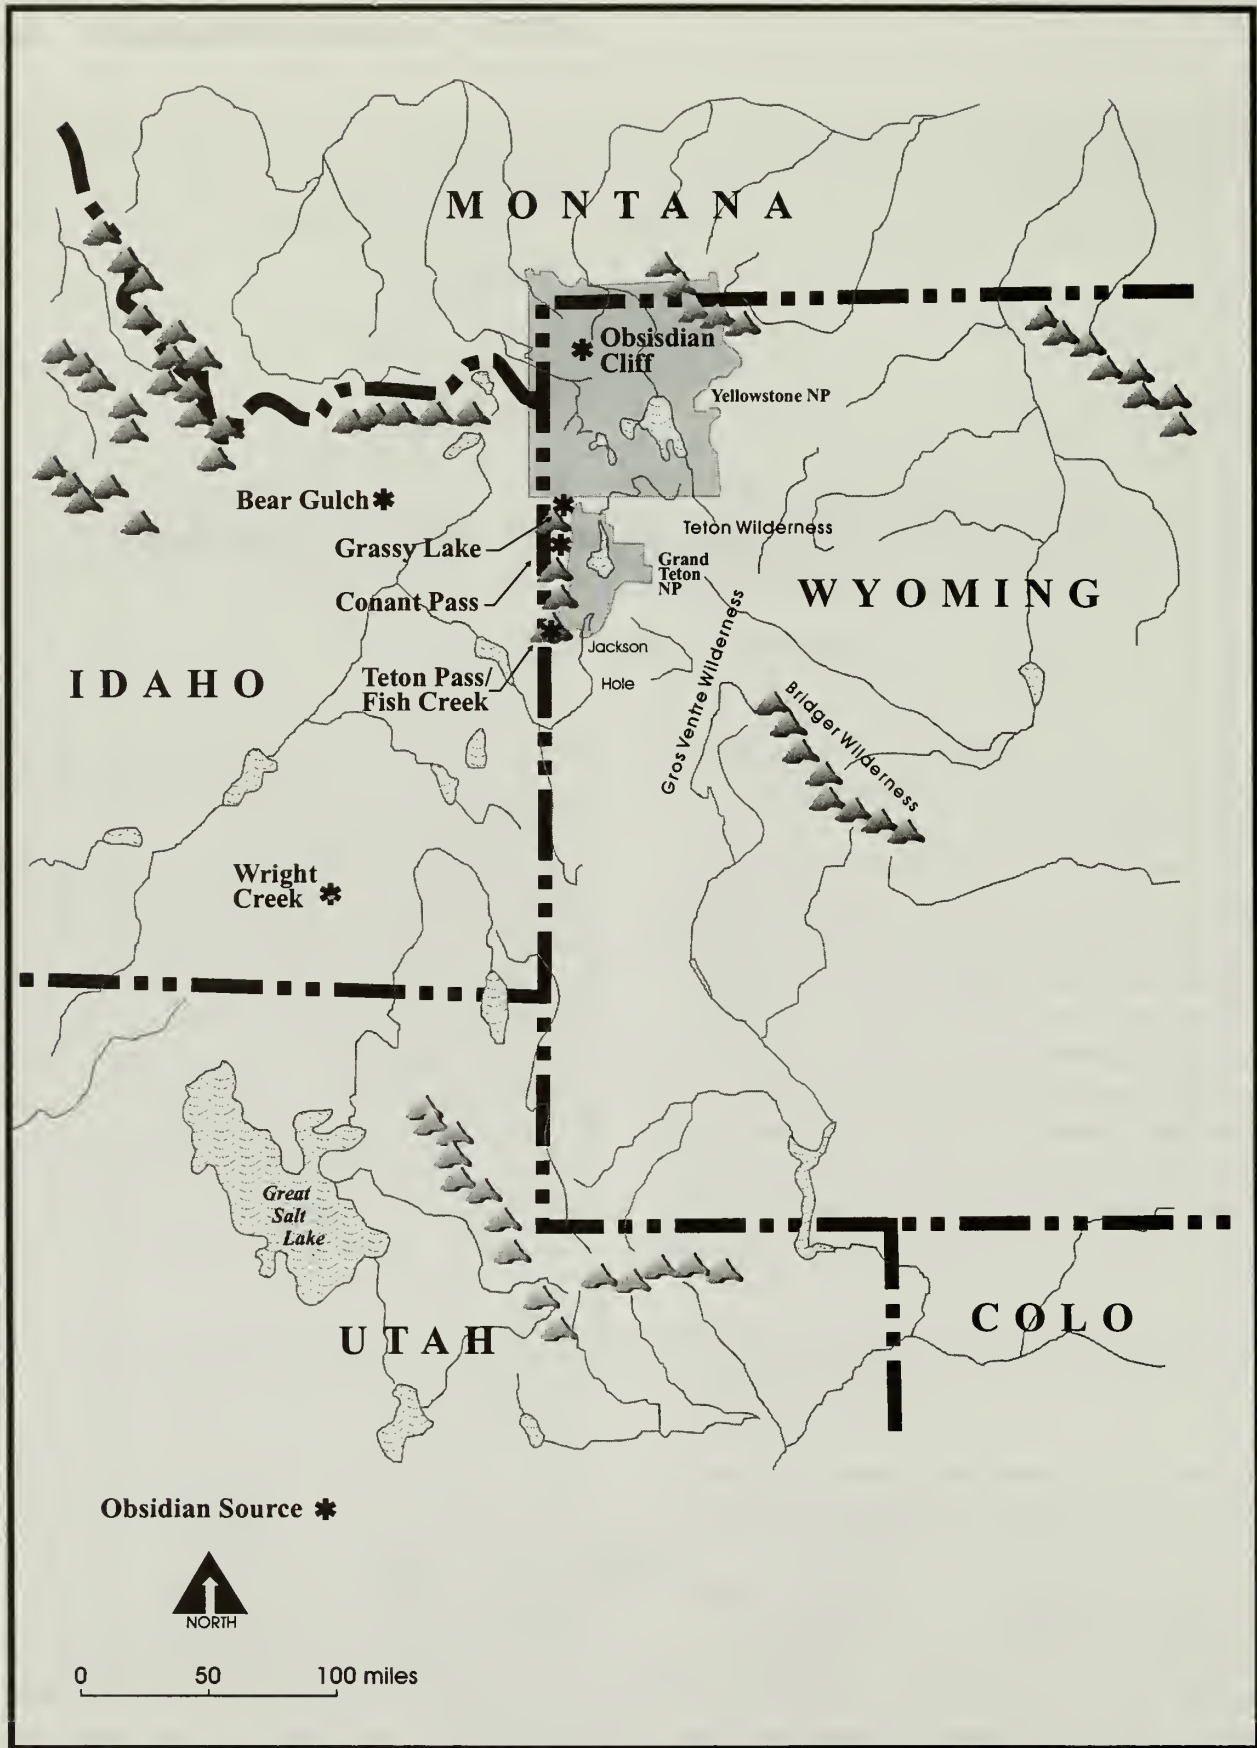 MONTANA
Obsisdian
Cliff
Yellowstone NP
Bear Gulch
Grassy Lake
Teton Wilderness
Grand
Teton
NP
Conant Pass
WYOMING
Jackson
Hole
IDAHO
Teton Pass/
Fish Creek
Gros Ventre Wilderness
Bridger Wilderness
Wright
Creek
Great
Salt
Lake
UTAH
COLO
Obsidian Source
NORTH
0 50 100 miles